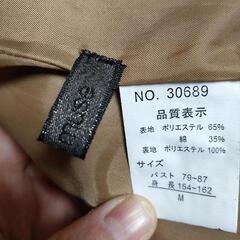 muse
NO. 30689
品質表示
表地 ポリエステル 65%
綿 35%
裏地 ポリエステル 100%
サイズ
バスト 79~87
身長 154~162
M